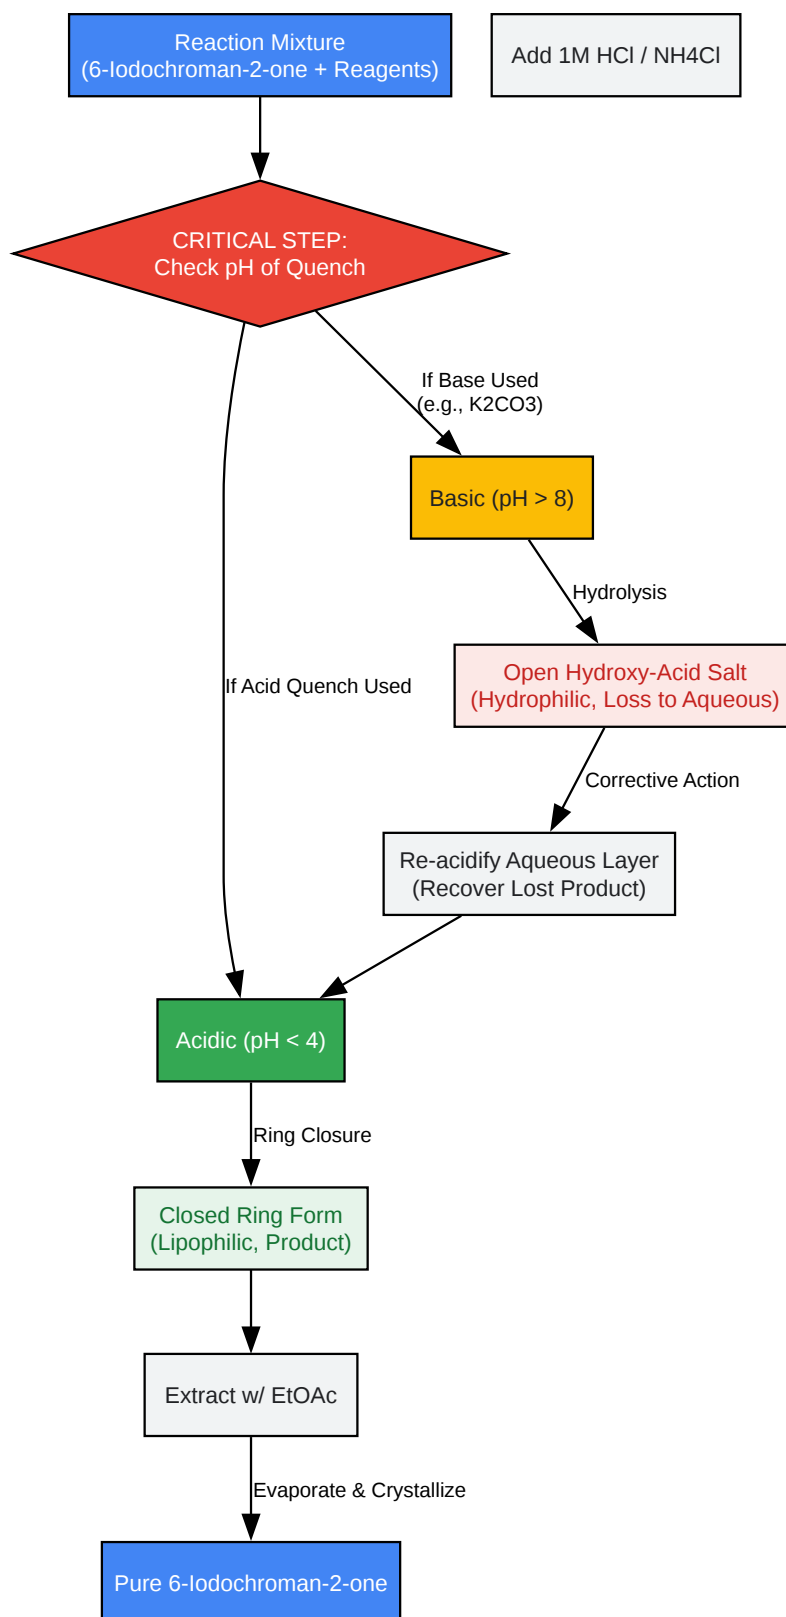 Reaction Mixture
(6-Iodochroman-2-one + Reagents)
Add 1M HCl / NH4Cl
CRITICAL STEP:
Check pH of Quench
If Base Used
(e.g., K2CO3)
Basic (pH > 8)
Hydrolysis
Open Hydroxy-Acid Salt
(Hydrophilic, Loss to Aqueous)
If Acid Quench Used
Corrective Action
Re-acidify Aqueous Layer
(Recover Lost Product)
Acidic (pH < 4)
Ring Closure
Closed Ring Form
(Lipophilic, Product)
Extract w/ EtOAc
Evaporate & Crystallize
Pure 6-Iodochroman-2-one